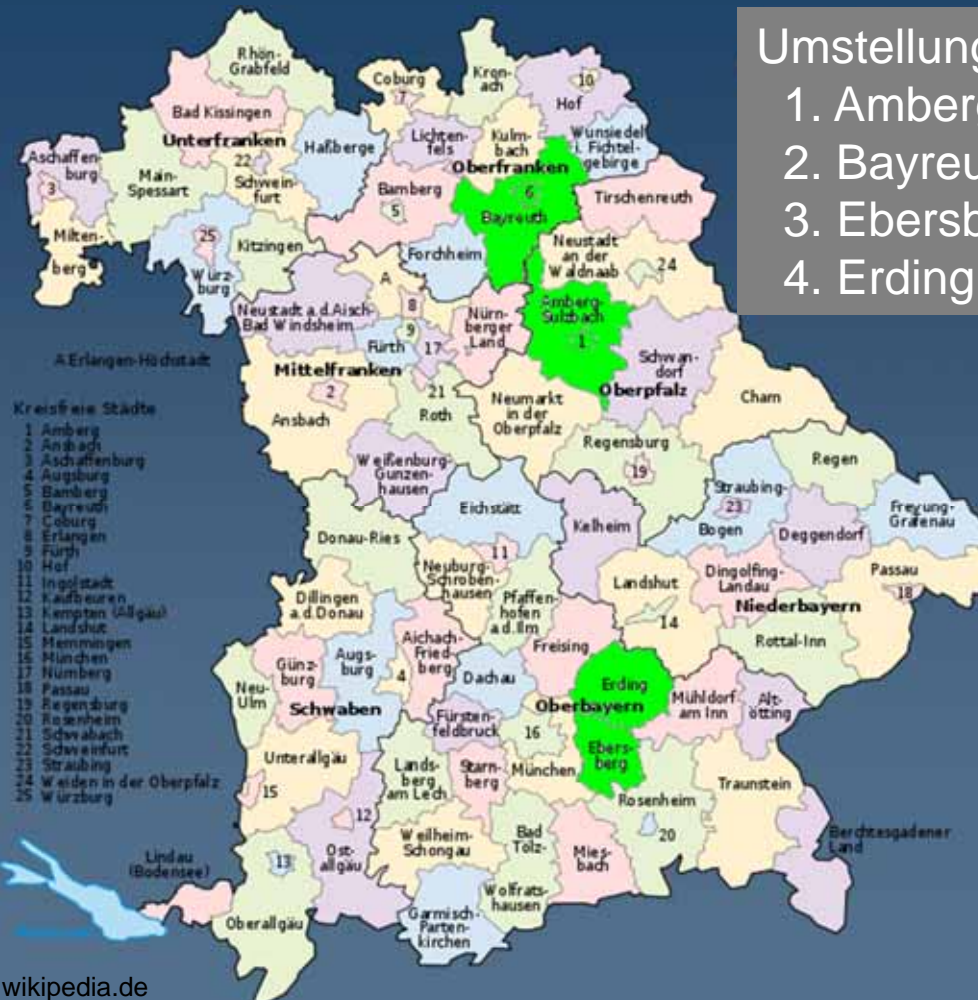 Umstellung
1. Amber
2. Bayreu
3. Ebersb
4. Erding
Rhön-
Grabfeld
Coburg
7
Kron-
ach
10
Hof
Bad Kissingen
Unterfranken
22
Haßberge
Lichten-
fels
Kulm-
bach
Wunsiedel
i. Fichtel-
gebirge
Oberfranken
Aschaffen-
burg
3
Main-
Spessart
Schwein-
furt
Bamberg
5
6
Bayreuth
Tirschenreuth
Milten-
berg
25
Würz-
burg
Kitzingen
Forchheim
Neustadt
an der
Waldnaab
24
A
8
9
Neustadt a.d.Aisch-
Bad Windsheim
Fürth
17
Nürn-
berger
Land
Amberg-
Sulzbach
1
Schwan-
dorf
A Erlangen-Höchstadt
Mittelfranken
2
Ansbach
21
Roth
Neumarkt
in der
Oberpfalz
Oberpfalz
Cham
Kreisfreie Städte
1 Amberg
2 Ansbach
3 Aschaffenburg
4 Augsburg
5 Bamberg
6 Bayreuth
7 Coburg
8 Erlangen
9 Fürth
10 Hof
11 Ingolstadt
12 Kaufbeuren
13 Kempten (Allgäu)
14 Landshut
15 Memmingen
16 München
17 Nürnberg
18 Passau
19 Regensburg
20 Rosenheim
21 Schwabach
22 Schweinfurt
23 Straubing
24 Weiden in der Oberpfalz
25 Würzburg
Weißenburg-
Gunzen-
hausen
Regensburg
19
Regen
Straubing-
23
Bogen
Deggendorf
Freyung-
Grafenau
Eichstätt
Kelheim
Donau-Ries
11
Neuburg-
Schroben-
hausen
Pfaffen-
hofen
a.d.Ilm
Landshut
14
Dingolfing-
Landau
Niederbayern
Passau
18
Dillingen
a.d.Donau
Rottal-Inn
Günz-
burg
Augs-
burg
4
Aichach-
Fried-
berg
Dachau
Freising
Erding
Mühldorf
am Inn
Alt-
ötting
Neu-
Ulm
Schwaben
Fürsten-
feldbruck
Oberbayern
16
Ebers-
berg
Unterallgäu
15
Lands-
berg
am Lech
Starn-
berg
München
Rosenheim
20
Traunstein
12
Ost-
allgäu
Weilheim-
Schongau
Bad
Tölz-
Wolfrats-
hausen
Mies-
bach
Berchtesgadener
Land
Lindau
(Bodensee)
13
Oberallgäu
Garmisch-
Parten-
kirchen
wikipedia.de